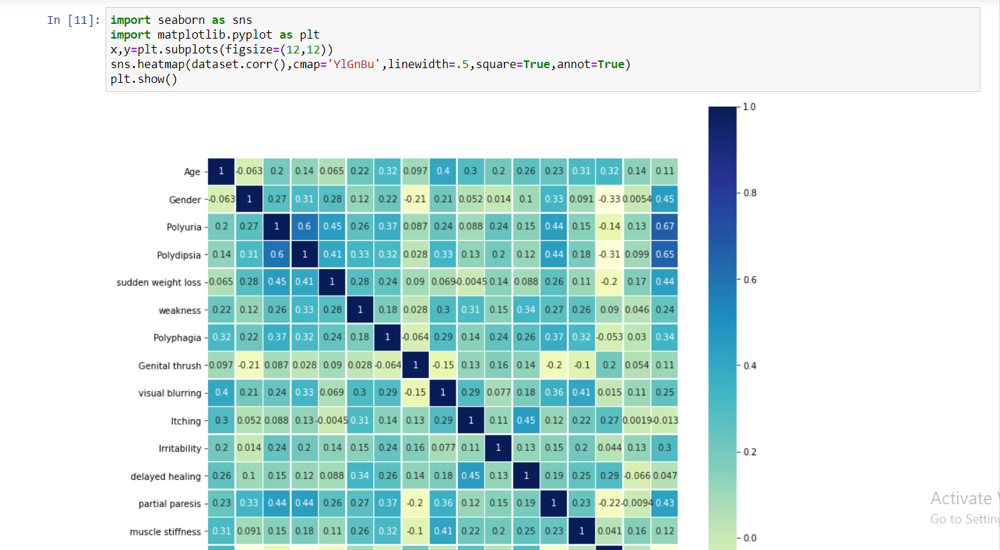 In [11]:
import seaborn as sns
import matplotlib.pyplot as plt
x,y=plt.subplots(figsize=(12,12))
sns.heatmap(dataset.corr(),cmap='YlGnBu',linewidth=.5,square=True,annot=True)
plt.show()
Age 1 -0.063 0.2 0.14 0.065 0.22 0.32 0.097 0.4 0.3 0.2 0.26 0.23 0.31 0.32 0.14 0.11
Gender -0.063 1 0.27 0.31 0.28 0.12 0.22 -0.21 0.21 0.052 0.014 0.1 0.33 0.091 -0.33 0.0054 0.45
Polyuria 0.2 0.27 1 0.6 0.45 0.26 0.37 0.087 0.24 0.088 0.24 0.15 0.44 0.15 -0.14 0.13 0.67
Polydipsia 0.14 0.31 0.6 1 0.41 0.33 0.32 0.028 0.33 0.13 0.2 0.12 0.44 0.18 -0.31 0.099 0.65
sudden weight loss 0.065 0.28 0.45 0.41 1 0.28 0.24 0.09 0.069 -0.0045 0.14 0.088 0.26 0.11 -0.2 0.17 0.44
weakness 0.22 0.12 0.26 0.33 0.28 1 0.18 0.028 0.3 0.31 0.15 0.34 0.27 0.26 0.09 0.046 0.24
Polyphagia 0.32 0.22 0.37 0.32 0.24 0.18 1 -0.064 0.29 0.14 0.24 0.26 0.37 0.32 -0.053 0.03 0.34
Genital thrush 0.097 -0.21 0.087 0.028 0.09 0.028 -0.064 1 -0.15 0.13 0.16 0.14 -0.2 -0.1 0.2 0.054 0.11
visual blurring 0.4 0.21 0.24 0.33 0.069 0.3 0.29 -0.15 1 0.29 0.077 0.18 0.36 0.41 0.015 0.11 0.25
Itching 0.3 0.052 0.088 0.13 -0.0045 0.31 0.14 0.13 0.29 1 0.11 0.45 0.12 0.22 0.27 0.0019 -0.013
Irritability 0.2 0.014 0.24 0.2 0.14 0.15 0.24 0.16 0.077 0.11 1 0.13 0.15 0.2 0.044 0.13 0.3
delayed healing 0.26 0.1 0.15 0.12 0.088 0.34 0.26 0.14 0.18 0.45 0.13 1 0.19 0.25 0.29 -0.066 0.047
partial paresis 0.23 0.33 0.44 0.44 0.26 0.27 0.37 -0.2 0.36 0.12 0.15 0.19 1 0.23 -0.22 -0.0094 0.43
muscle stiffness 0.31 0.091 0.15 0.18 0.11 0.26 0.32 -0.1 0.41 0.22 0.2 0.25 0.23 1 0.041 0.16 0.12
1.0
0.8
0.6
0.4
0.2
0.0
Activate
Go to Setting